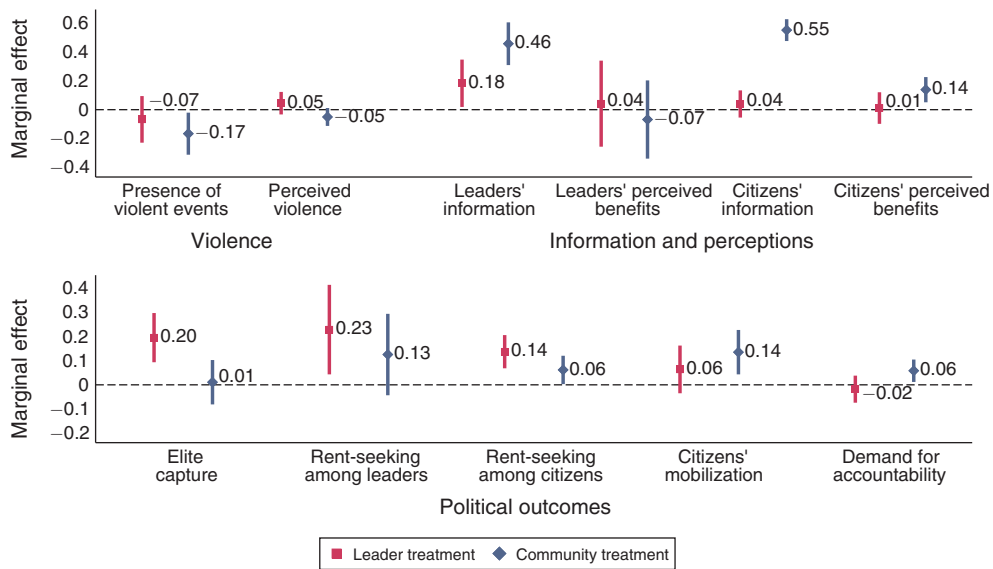 Marginal effect
0.6
0.4
0.2
0
−0.2
−0.4
−0.07
−0.17
0.05
−0.05
0.18
0.46
0.04
−0.07
0.04
0.55
0.01
0.14
Presence of
violent events
Perceived
violence
Leaders'
information
Leaders' perceived
benefits
Citizens'
information
Citizens' perceived
benefits
Violence
Information and perceptions
Marginal effect
0.4
0.3
0.2
0.1
0
−0.1
−0.2
0.20
0.01
0.23
0.13
0.14
0.06
0.06
0.14
−0.02
0.06
Elite
capture
Rent-seeking
among leaders
Rent-seeking
among citizens
Citizens'
mobilization
Demand for
accountability
Political outcomes
Leader treatment
Community treatment